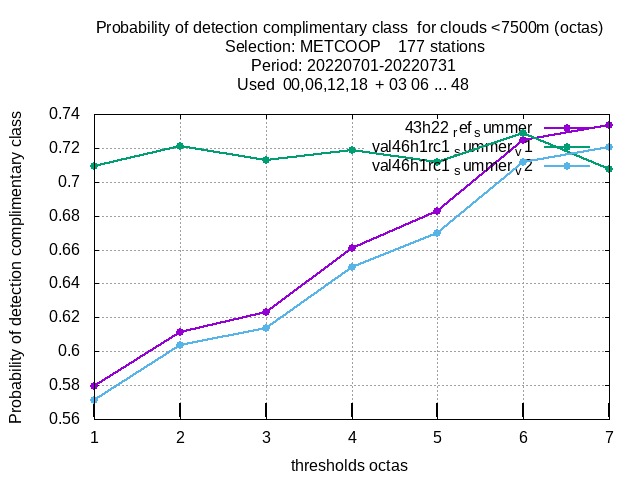 Probability of detection complimentary class  for clouds <7500m (octas)
Selection: METCOOP    177 stations
Period: 20220701-20220731
Used  00,06,12,18  + 03 06 ... 48
Probability of detection complimentary class
0.74
0.72
0.7
0.68
0.66
0.64
0.62
0.6
0.58
0.56
43h22 ref summer
val46h1rc1 summer v1
val46h1rc1 summer v2
1 2 3 4 5 6 7
thresholds octas